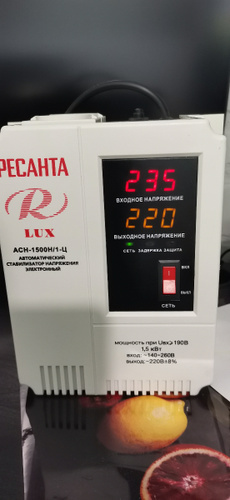 РЕСАНТА
R
LUX
АСН-1500Н/1-Ц
АВТОМАТИЧЕСКИЙ
СТАБИЛИЗАТОР НАПРЯЖЕНИЯ
ЭЛЕКТРОННЫЙ
235
ВХОДНОЕ НАПРЯЖЕНИЕ
220
ВЫХОДНОЕ НАПРЯЖЕНИЕ
СЕТЬ ЗАДЕРЖКА ЗАЩИТА
ВКЛ
СЕТЬ
ВЫКЛ
мощность при Uвх≥190В
1,5 кВт
вход: ~140-260В
выход:~220В±8%